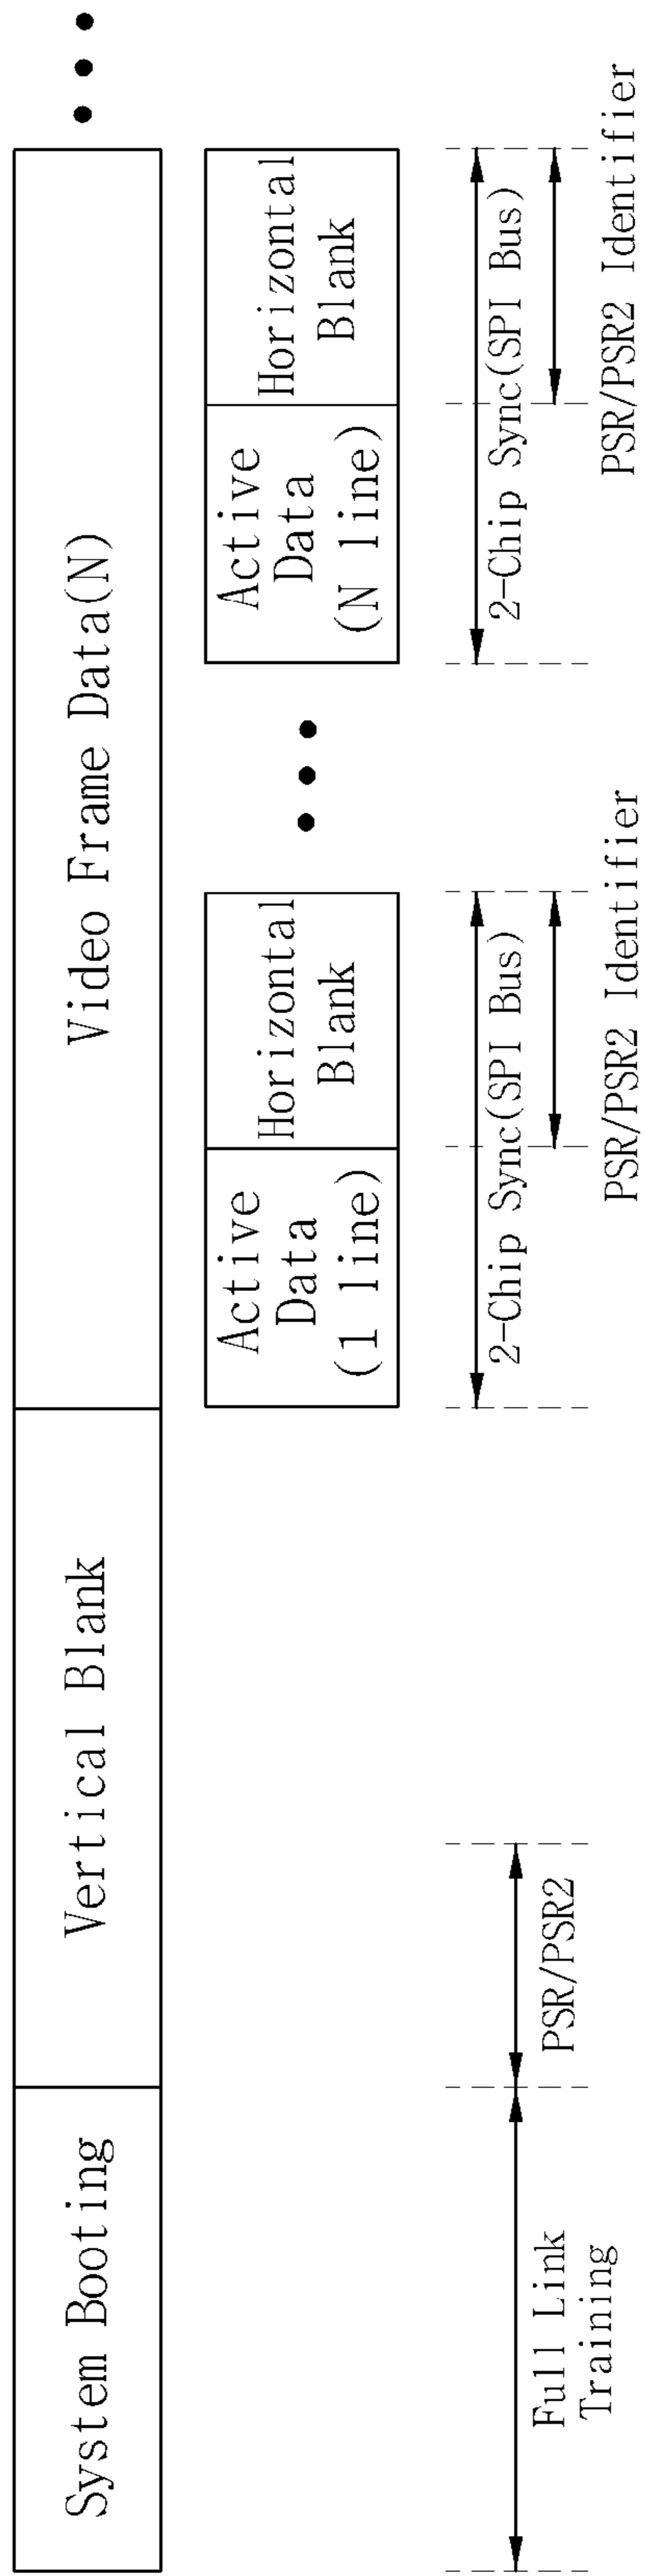 System Booting
Vertical Blank
Video Frame Data(N)
Active
Data
(1 line)
Horizontal
Blank
Active
Data
(N line)
Horizontal
Blank
Full Link
Training
PSR/PSR2
2-Chip Sync(SPI Bus)
PSR/PSR2 Identifier
2-Chip Sync(SPI Bus)
PSR/PSR2 Identifier